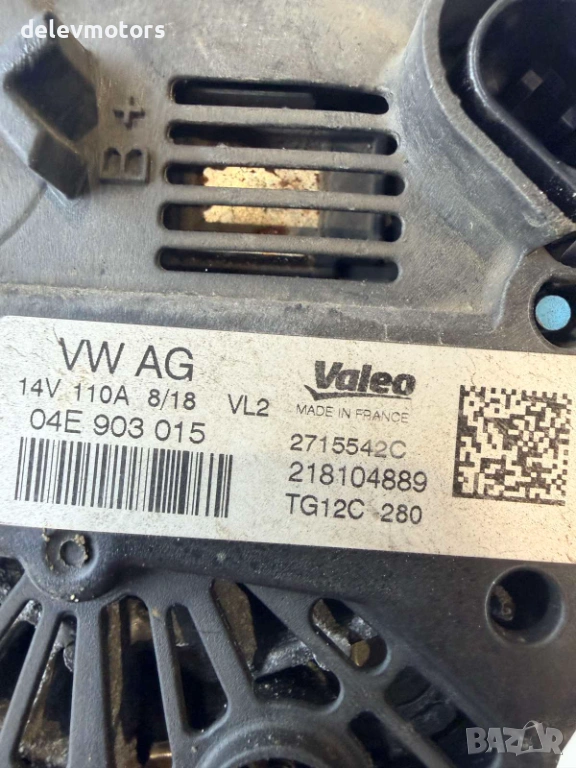 delevmotors
B+
VW AG
14V 110A 8/18 VL2
04E 903 015
Valeo
MADE IN FRANCE
2715542C
218104889
TG12C 280
BAZAR